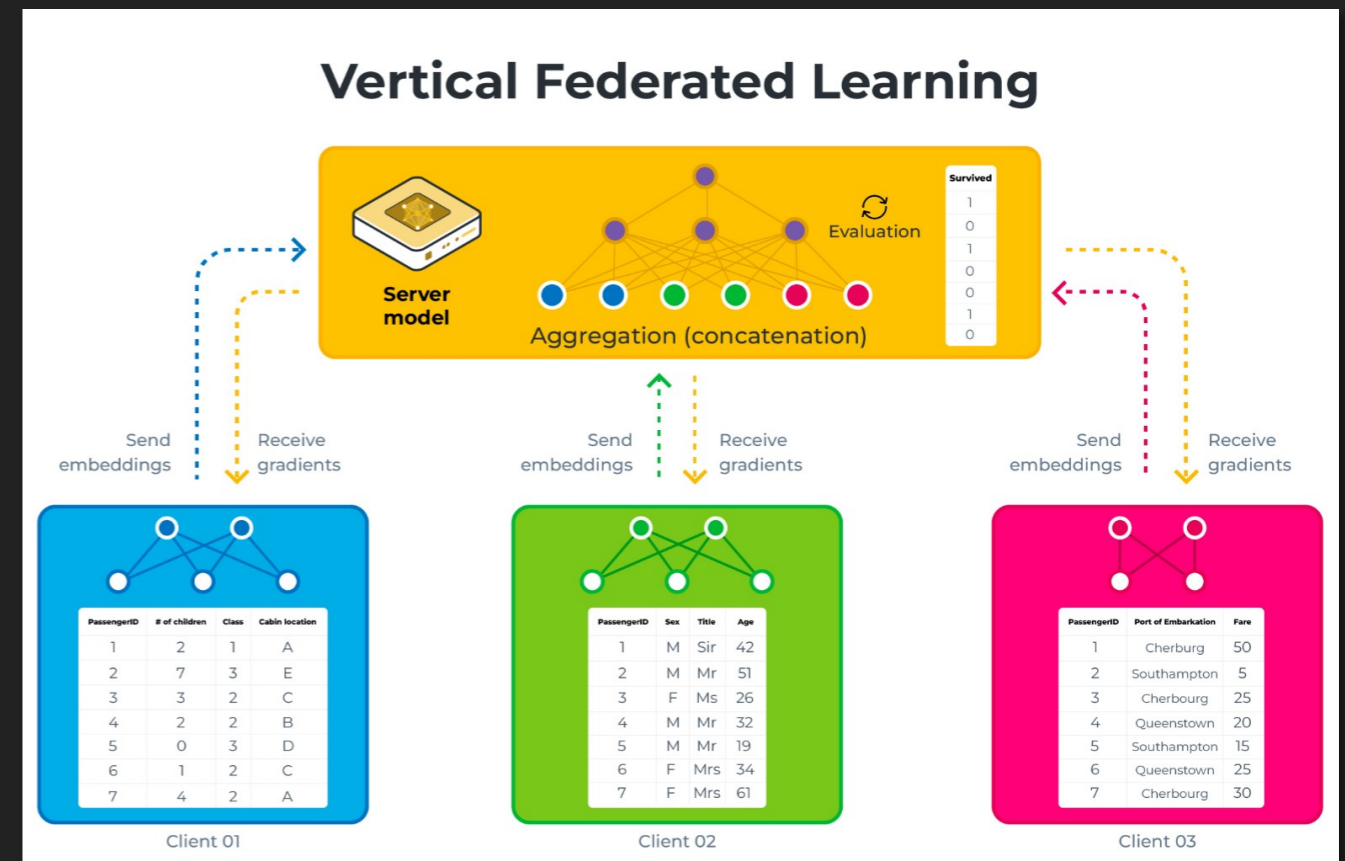 Vertical Federated Learning
Server
model
Evaluation
Aggregation (concatenation)
Survived
1
0
1
0
0
1
0
Send
embeddings
Receive
gradients
Send
embeddings
Receive
gradients
Send
embeddings
Receive
gradients
PassengerID # of children Class Cabin location
1 2 1 A
2 7 3 E
3 3 2 C
4 2 2 B
5 0 3 D
6 1 2 C
7 4 2 A
Client 01
PassengerID Sex Title Age
1 M Sir 42
2 M Mr 51
3 F Ms 26
4 M Mr 32
5 M Mr 19
6 F Mrs 34
7 F Mrs 61
Client 02
PassengerID Port of Embarkation Fare
1 Cherburg 50
2 Southampton 5
3 Cherbourg 25
4 Queenstown 20
5 Southampton 15
6 Queenstown 25
7 Cherbourg 30
Client 03